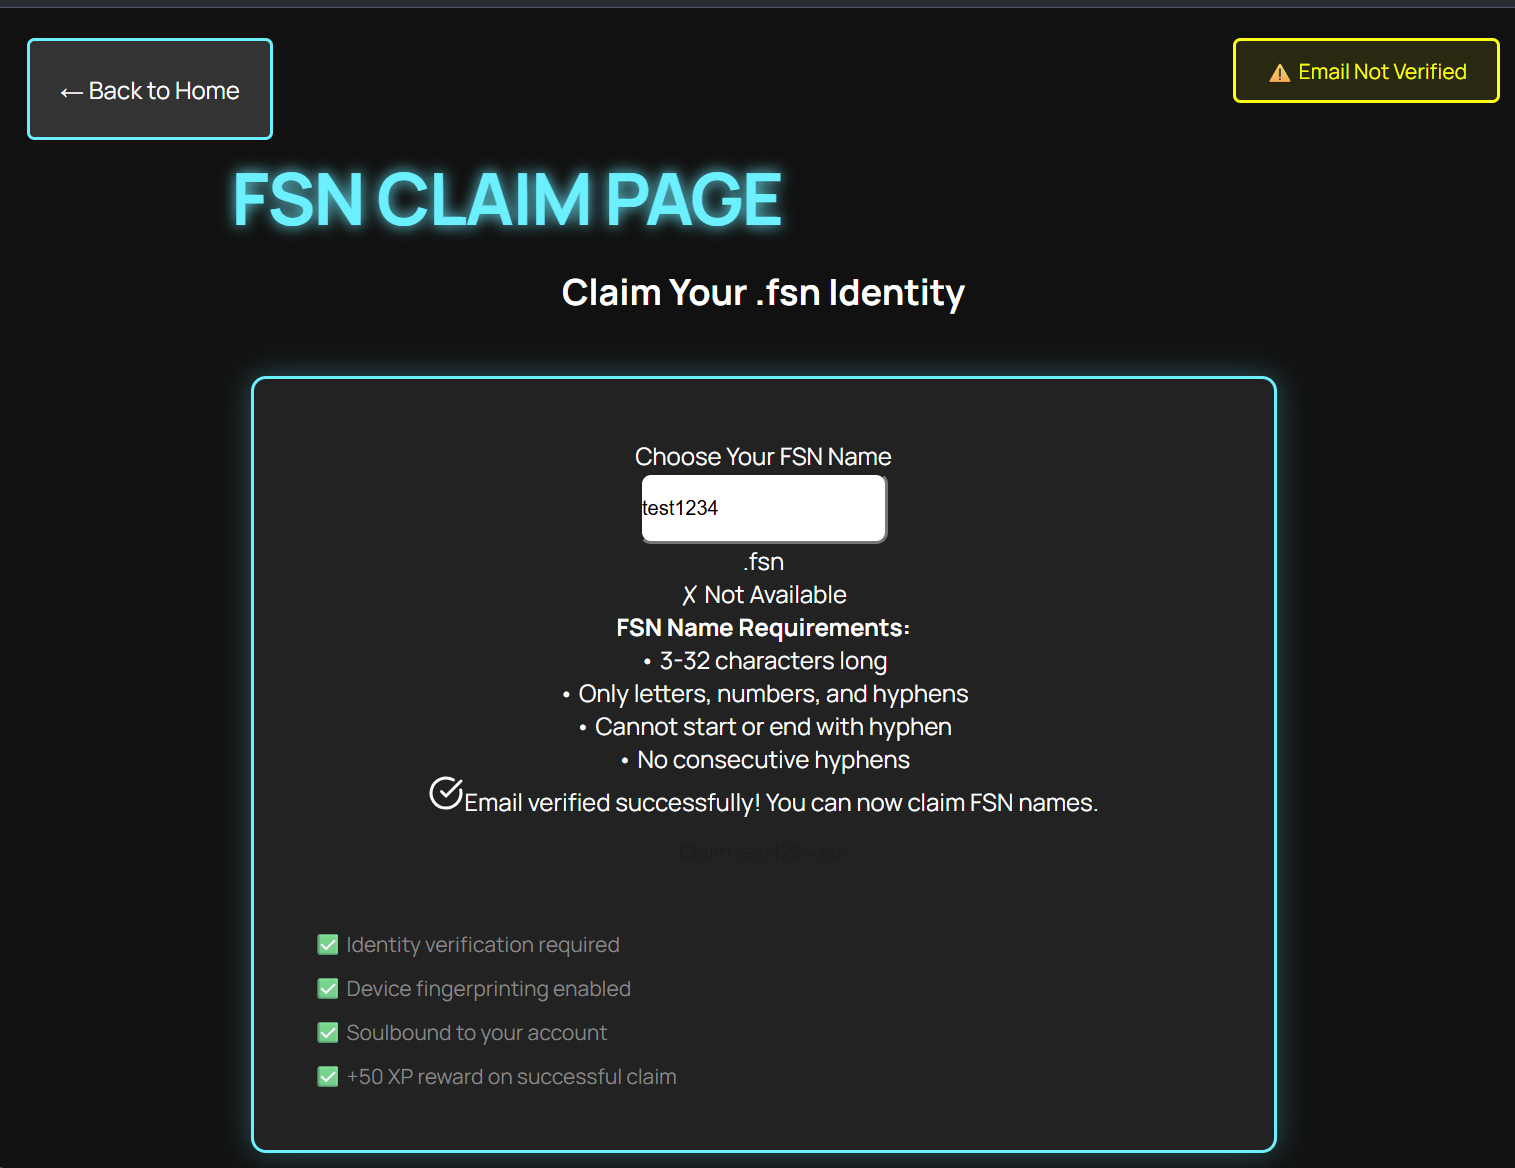 ← Back to Home
⚠️ Email Not Verified
FSN CLAIM PAGE
Claim Your .fsn Identity
Choose Your FSN Name
test1234
.fsn
✗ Not Available
FSN Name Requirements:
• 3-32 characters long
• Only letters, numbers, and hyphens
• Cannot start or end with hyphen
• No consecutive hyphens
Email verified successfully! You can now claim FSN names.
Claim test1234.fsn
✅ Identity verification required
✅ Device fingerprinting enabled
✅ Soulbound to your account
✅ +50 XP reward on successful claim